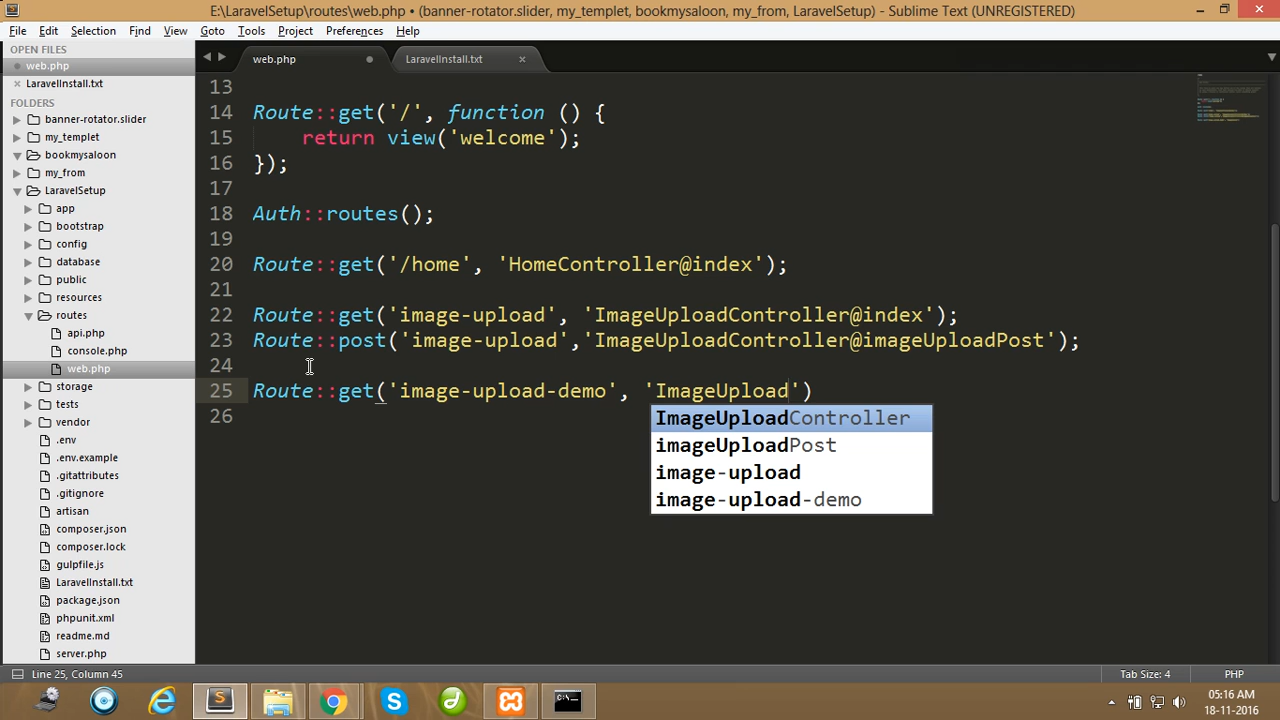 E:\LaravelSetup\routes\web.php • (banner-rotator.slider, my_templet, bookmysaloon, my_from, LaravelSetup) - Sublime Text (UNREGISTERED)
File Edit Selection Find View Goto Tools Project Preferences Help
OPEN FILES
web.php
LaravelInstall.txt
FOLDERS
banner-rotator.slider
my_templet
bookmysaloon
my_from
LaravelSetup
app
bootstrap
config
database
public
resources
routes
api.php
console.php
web.php
storage
tests
vendor
.env
.env.example
.gitattributes
.gitignore
artisan
composer.json
composer.lock
gulpfile.js
LaravelInstall.txt
package.json
phpunit.xml
readme.md
server.php
web.php
LaravelInstall.txt
13
14 Route::get('/', function () {
15 return view('welcome');
16 });
17
18 Auth::routes();
19
20 Route::get('/home', 'HomeController@index');
21
22 Route::get('image-upload', 'ImageUploadController@index');
23 Route::post('image-upload','ImageUploadController@imageUploadPost');
24
25 Route::get('image-upload-demo', 'ImageUpload')
26
ImageUploadController
imageUploadPost
image-upload
image-upload-demo
Line 25, Column 45
Tab Size: 4
PHP
05:16 AM
18-11-2016